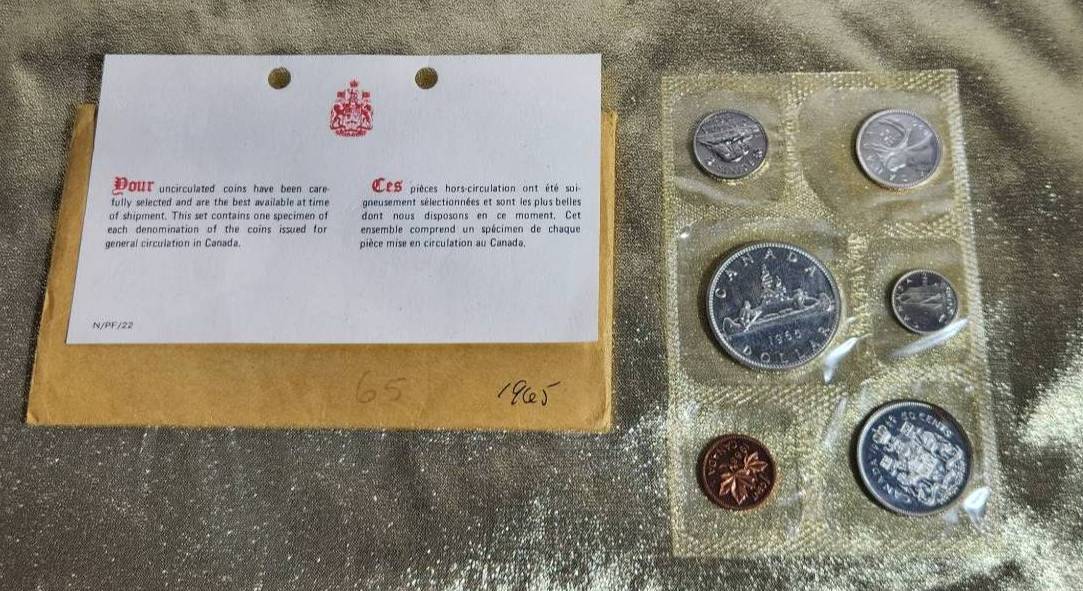 Your uncirculated coins have been care-
fully selected and are the best available at time
of shipment. This set contains one specimen of
each denomination of the coins issued for
general circulation in Canada.
Ces pièces hors-circulation ont été soi-
gneusement sélectionnées et sont les plus belles
dont nous disposons en ce moment. Cet
ensemble comprend un spécimen de chaque
pièce mise en circulation au Canada.
N/PF/22
65
1965
CANADA
DOLLAR
50 CENTS
CANADA